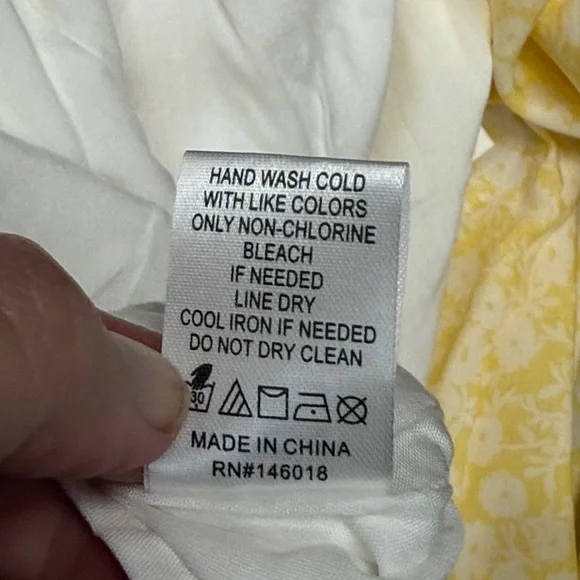 HAND WASH COLD
WITH LIKE COLORS
ONLY NON-CHLORINE
BLEACH
IF NEEDED
LINE DRY
COOL IRON IF NEEDED
DO NOT DRY CLEAN
30
MADE IN CHINA
RN#146018